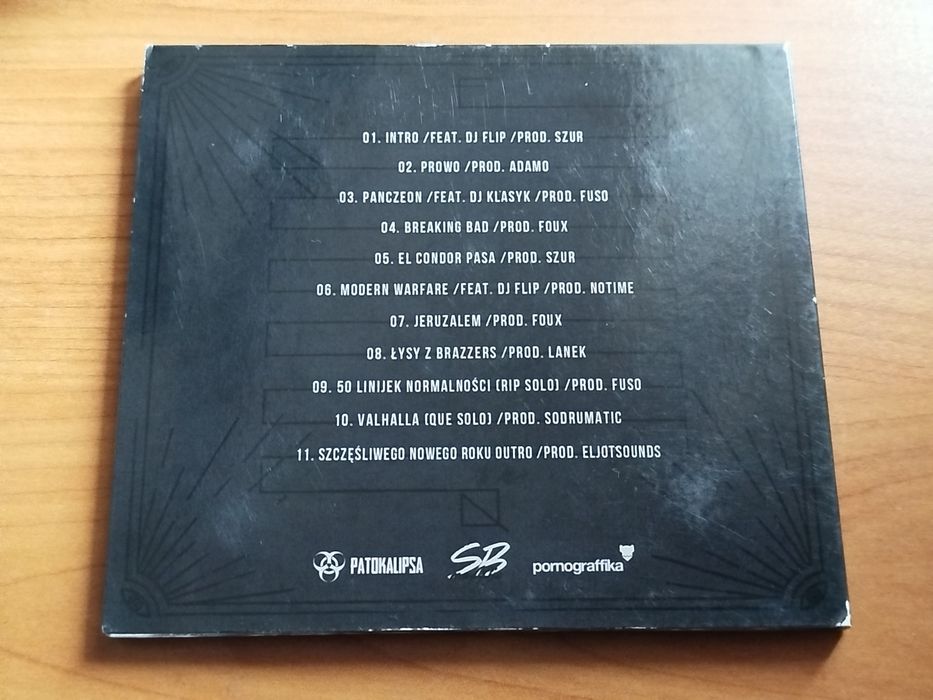 01. INTRO /FEAT. DJ FLIP /PROD. SZUR
02. PROWO /PROD. ADAMO
03. PANCZEON /FEAT. DJ KLASYK /PROD. FUSO
04. BREAKING BAD /PROD. FOUX
05. EL CONDOR PASA /PROD. SZUR
06. MODERN WARFARE /FEAT. DJ FLIP /PROD. NOTIME
07. JERUZALEM /PROD. FOUX
08. ŁYSY Z BRAZZERS /PROD. LANEK
09. 50 LINIJEK NORMALNOŚCI (RIP SOLO) /PROD. FUSO
10. VALHALLA (QUE SOLO) /PROD. SODRUMATIC
11. SZCZĘŚLIWEGO NOWEGO ROKU OUTRO /PROD. ELJOTSOUNDS
PATOKALIPSA SB pornograffika